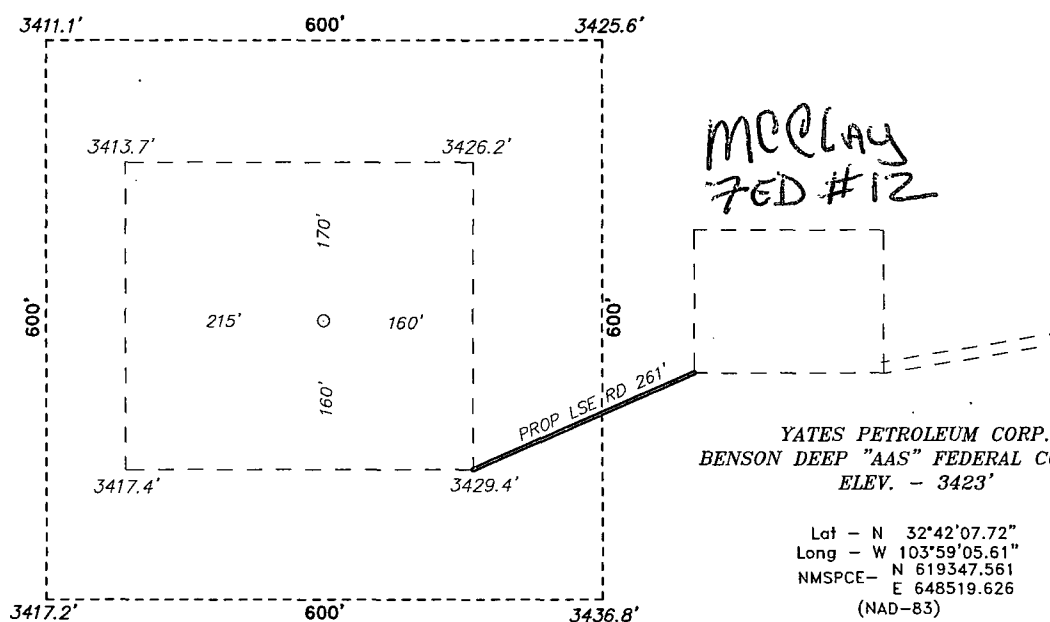 3411.1' 600' 3425.6'
3413.7' 3426.2'
MCClay
FED #12
170'
600' 215' 160' 600'
160'
PROP LSE RD 261'
3417.4' 3429.4'
YATES PETROLEUM CORP.
BENSON DEEP "AAS" FEDERAL
ELEV. - 3423'
Lat - N 32°42'07.72"
Long - W 103°59'05.61"
NMSPCE- N 619347.561
E 648519.626
(NAD-83)
3417.2' 600' 3436.8'